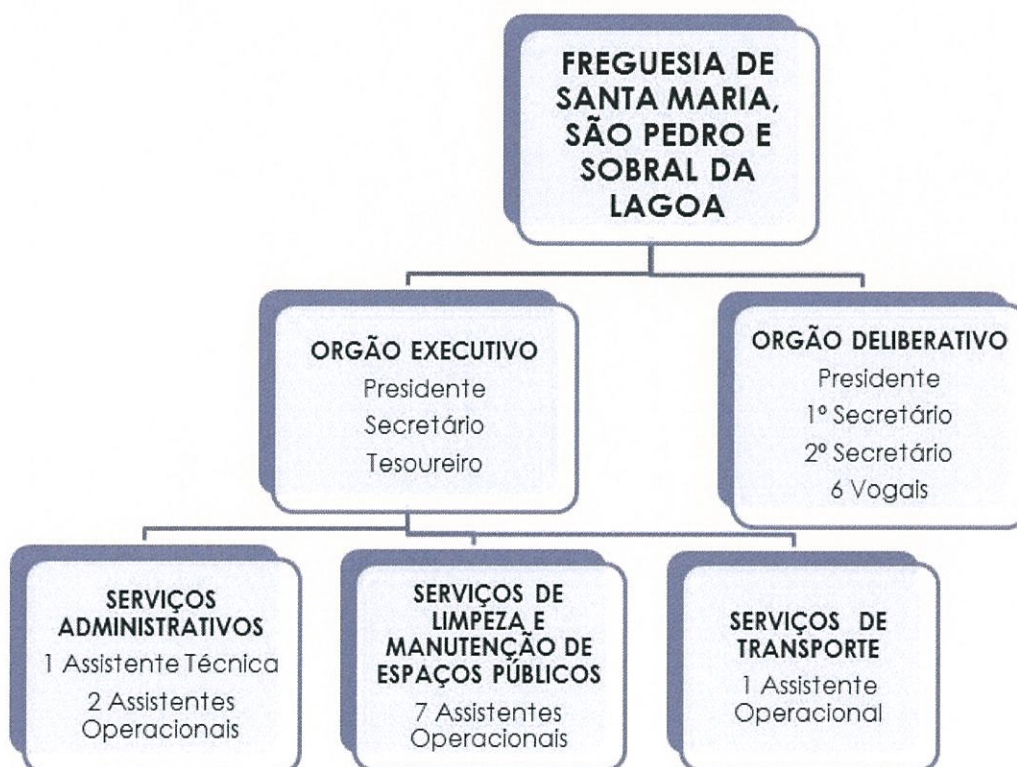 FREGUESIA DE
SANTA MARIA,
SÃO PEDRO E
SOBRAL DA
LAGOA
ORGÃO EXECUTIVO
Presidente
Secretário
Tesoureiro
ORGÃO DELIBERATIVO
Presidente
1º Secretário
2º Secretário
6 Vogais
SERVIÇOS
ADMINISTRATIVOS
1 Assistente Técnica
2 Assistentes
Operacionais
SERVIÇOS DE
LIMPEZA E
MANUTENÇÃO DE
ESPAÇOS PÚBLICOS
7 Assistentes
Operacionais
SERVIÇOS DE
TRANSPORTE
1 Assistente
Operacional